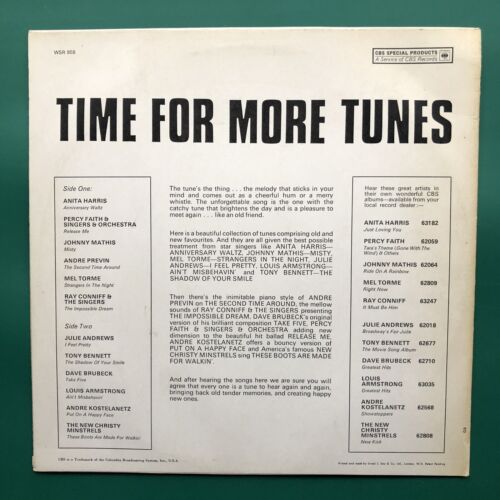 WSR 958
CBS SPECIAL PRODUCTS
A Service of CBS Records
TIME FOR MORE TUNES
Side One:
ANITA HARRIS
Anniversary Waltz
PERCY FAITH &
SINGERS & ORCHESTRA
Release Me
JOHNNY MATHIS
Misty
ANDRE PREVIN
The Second Time Around
MEL TORME
Strangers In The Night
RAY CONNIFF &
THE SINGERS
The Impossible Dream
Side Two
JULIE ANDREWS
I Feel Pretty
TONY BENNETT
The Shadow Of Your Smile
DAVE BRUBECK
Take Five
LOUIS ARMSTRONG
Ain't Misbehavin'
ANDRE KOSTELANETZ
Put On A Happy Face
THE NEW CHRISTY
MINSTRELS
These Boots Are Made For Walkin'
The tune's the thing . . . the melody that sticks in your
mind and comes out as a cheerful hum or a merry
whistle. The unforgettable song is the one with the
catchy tune that brightens the day and is a pleasure to
meet again . . . like an old friend.
Here is a beautiful collection of tunes comprising old and
new favourites. And they are all given the best possible
treatment from star singers like ANITA HARRIS—
ANNIVERSARY WALTZ, JOHNNY MATHIS—MISTY,
MEL TORME—STRANGERS IN THE NIGHT, JULIE
ANDREWS—I FEEL PRETTY, LOUIS ARMSTRONG—
AIN'T MISBEHAVIN' and TONY BENNETT—THE
SHADOW OF YOUR SMILE
Then there's the inimitable piano style of ANDRE
PREVIN on THE SECOND TIME AROUND, the mellow
sounds of RAY CONNIFF & THE SINGERS presenting
THE IMPOSSIBLE DREAM. DAVE BRUBECK's original
version of his brilliant composition TAKE FIVE, PERCY
FAITH & SINGERS & ORCHESTRA adding new
dimension to the beautiful hit ballad RELEASE ME.
ANDRE KOSTELANETZ offers a bouncy version of
PUT ON A HAPPY FACE and America's famous NEW
CHRISTY MINSTRELS sing THESE BOOTS ARE MADE
FOR WALKIN'.
And after hearing the songs here we are sure you will
agree that every one is a tune to hear again and again,
bringing back old tender memories, and creating happy
new ones.
Hear these great artists in
their own wonderful CBS
albums—available from your
local record dealer:—
ANITA HARRIS 63182
Just Loving You
PERCY FAITH 62059
Tara's Theme (Gone With The
Wind) & Others
JOHNNY MATHIS 62064
Ride On A Rainbow
MEL TORME 62809
Right Now
RAY CONNIFF 63247
It Must Be Him
JULIE ANDREWS 62018
Broadway's Fair Julie
TONY BENNETT 62677
The Movie Song Album
DAVE BRUBECK 62710
Greatest Hits
LOUIS
ARMSTRONG 63035
Greatest Hits
ANDRE
KOSTELANETZ 62568
Showstoppers
THE NEW
CHRISTY
MINSTRELS 62808
New Kick
CBS is a Trademark of the Columbia Broadcasting System, Inc., U.S.A.